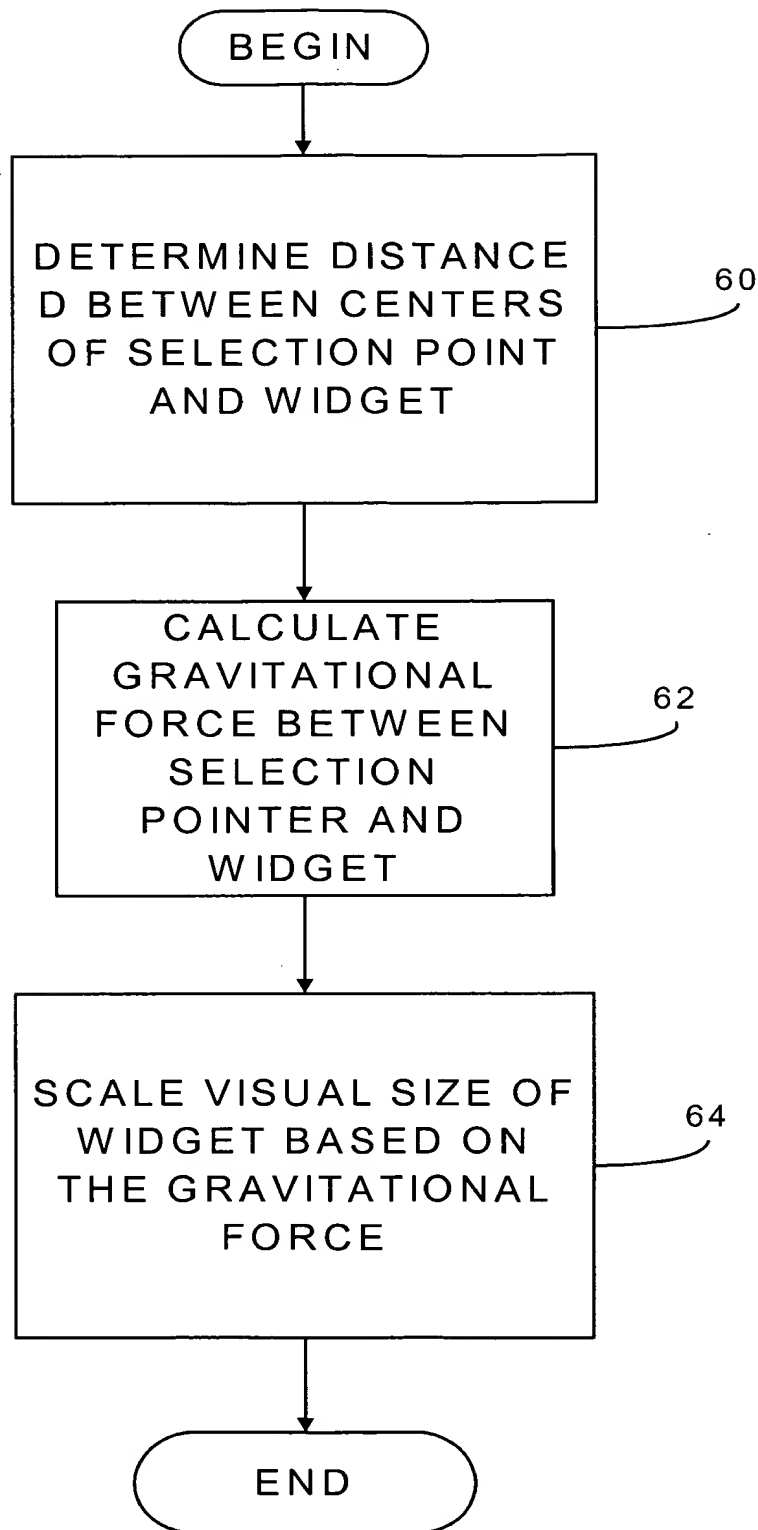 BEGIN
DETERMINE DISTANCE
D BETWEEN CENTERS
OF SELECTION POINT
AND WIDGET
60
CALCULATE
GRAVITATIONAL
FORCE BETWEEN
SELECTION
POINTER AND
WIDGET
62
SCALE VISUAL SIZE OF
WIDGET BASED ON
THE GRAVITATIONAL
FORCE
64
END